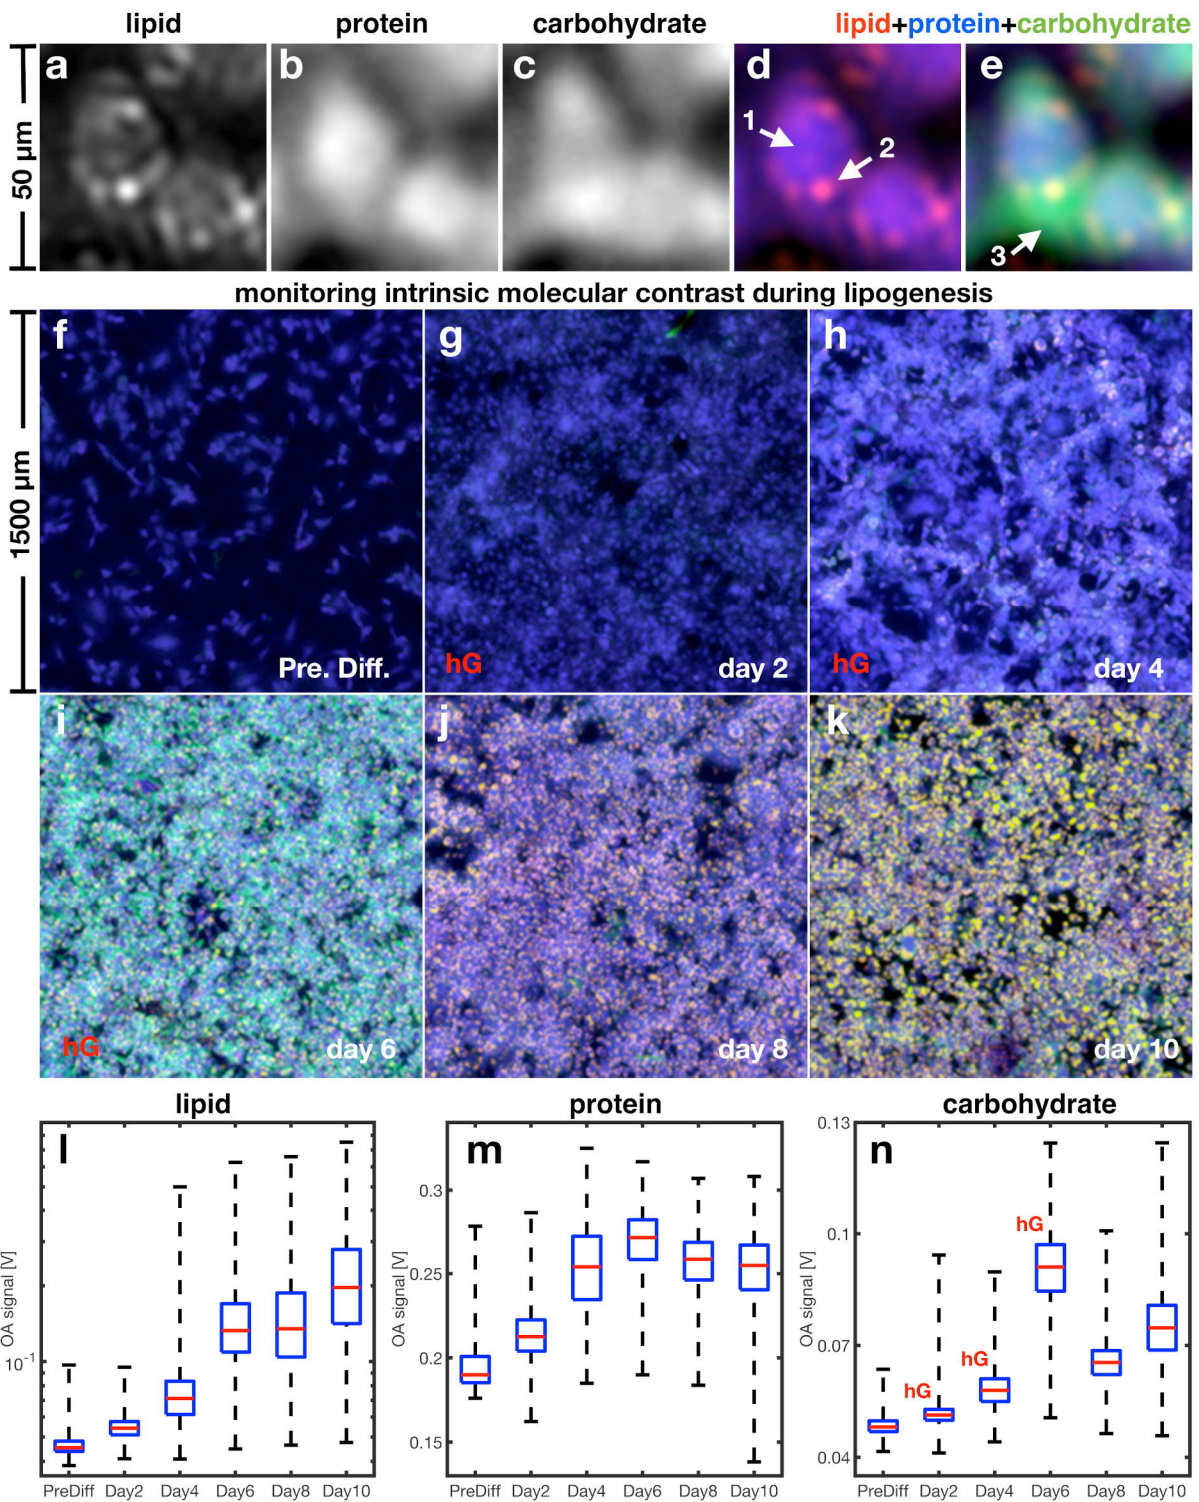 lipid protein carbohydrate lipid+protein+carbohydrate
a b c d e
1 2
3
50 µm
monitoring intrinsic molecular contrast during lipogenesis
f g h
1500 µm
Pre. Diff. hG day 2 hG day 4
i j k
hG day 6 day 8 day 10
lipid protein carbohydrate
l m n
OA signal [V]
10⁻¹
PreDiff Day2 Day4 Day6 Day8 Day10
OA signal [V]
0.3
0.25
0.2
0.15
PreDiff Day2 Day4 Day6 Day8 Day10
OA signal [V]
0.13
0.1
0.07
0.04
hG
hG
hG
PreDiff Day2 Day4 Day6 Day8 Day10